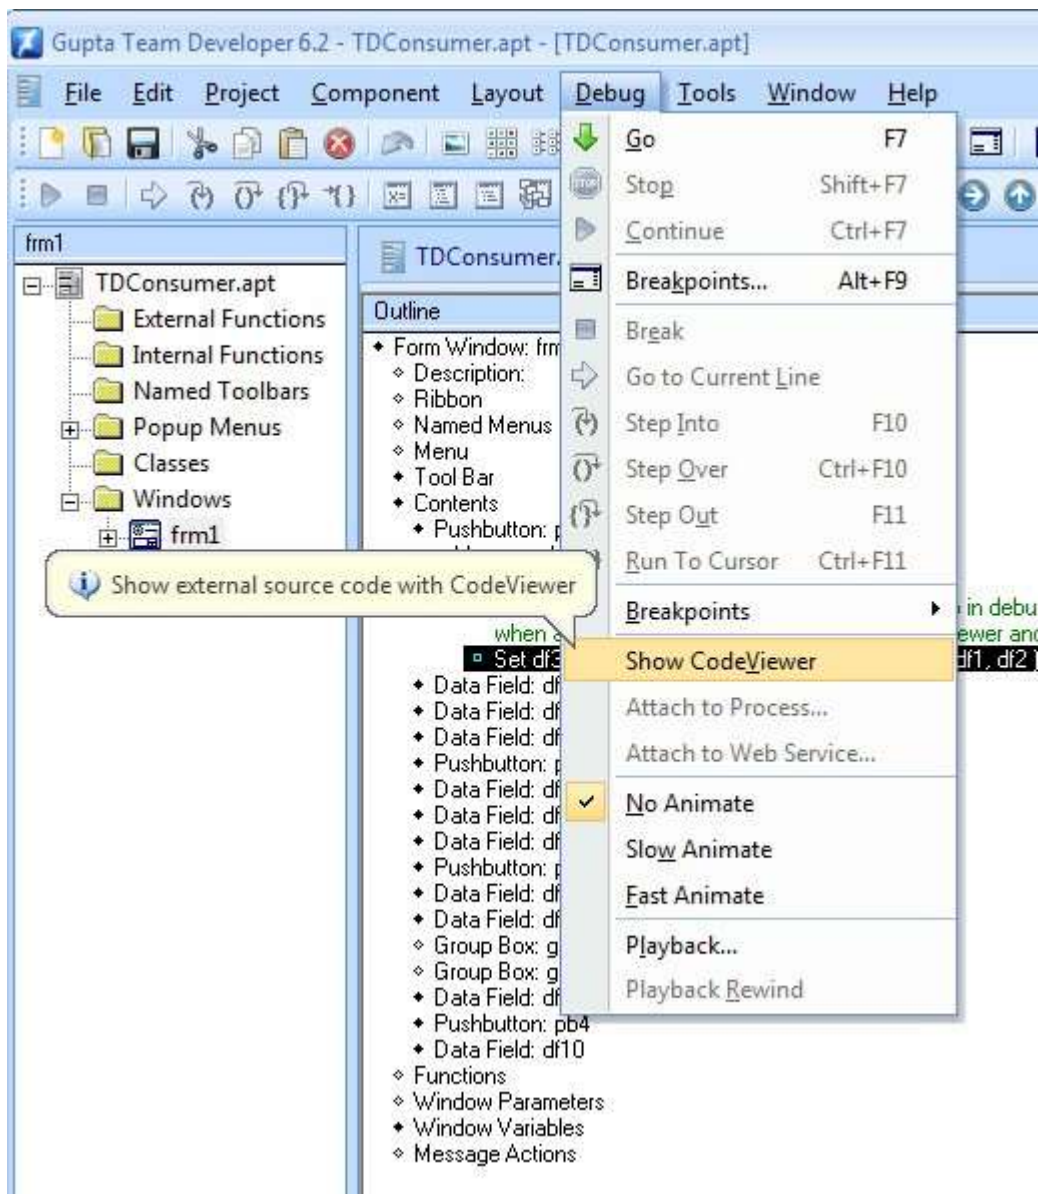 Gupta Team Developer 6.2 - TDConsumer.apt - [TDConsumer.apt]
File Edit Project Component Layout Debug Tools Window Help
frm1
TDConsumer.apt
External Functions
Internal Functions
Named Toolbars
Popup Menus
Classes
Windows
frm1
Show external source code with CodeViewer
TDConsumer.
Outline
Form Window: frm
Description:
Ribbon
Named Menus
Menu
Tool Bar
Contents
Pushbutton: p
in debu
when a ewer and
Set df3 df1, df2 )
Data Field: df
Data Field: df
Data Field: df
Pushbutton: p
Data Field: df
Data Field: df
Data Field: df
Pushbutton: p
Data Field: df
Data Field: df
Group Box: g
Group Box: g
Data Field: df
Pushbutton: pb4
Data Field: df10
Functions
Window Parameters
Window Variables
Message Actions
Go F7
Stop Shift+F7
Continue Ctrl+F7
Breakpoints... Alt+F9
Break
Go to Current Line
Step Into F10
Step Over Ctrl+F10
Step Out F11
Run To Cursor Ctrl+F11
Breakpoints
Show CodeViewer
Attach to Process...
Attach to Web Service...
No Animate
Slow Animate
Fast Animate
Playback...
Playback Rewind